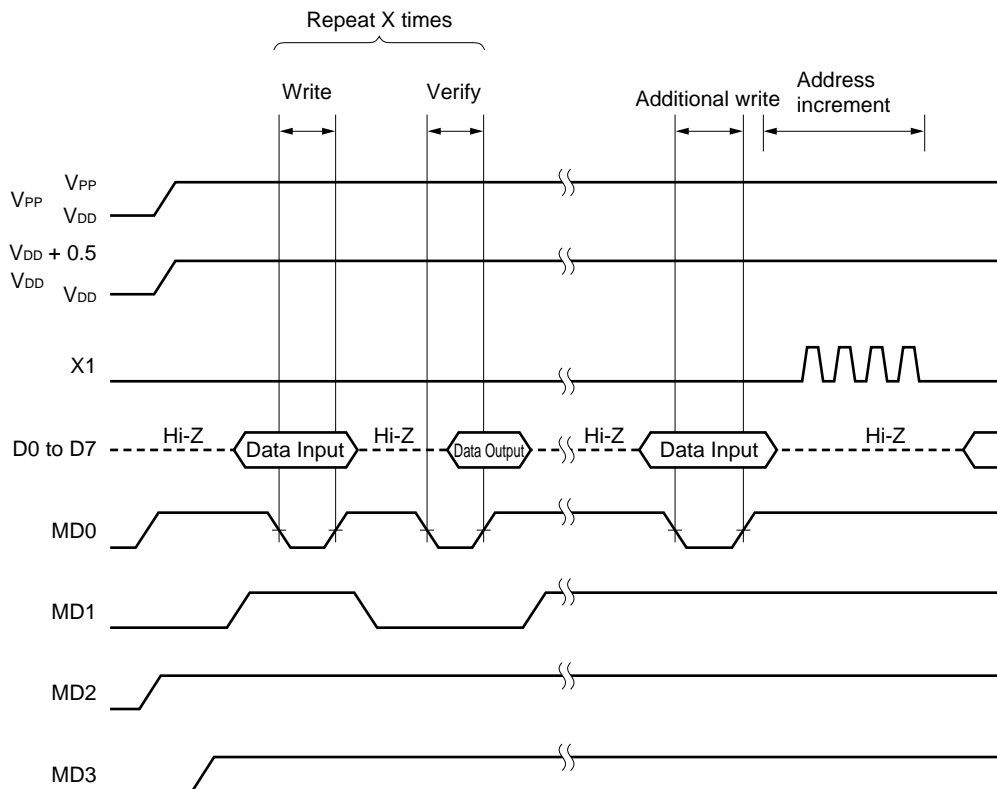 Repeat X times
Write
Verify
Additional write
Address
increment
VPP
VPP
VDD
VDD + 0.5
VDD
VDD
X1
D0 to D7
Hi-Z
Data Input
Hi-Z
Data Output
Hi-Z
Data Input
Hi-Z
MD0
MD1
MD2
MD3